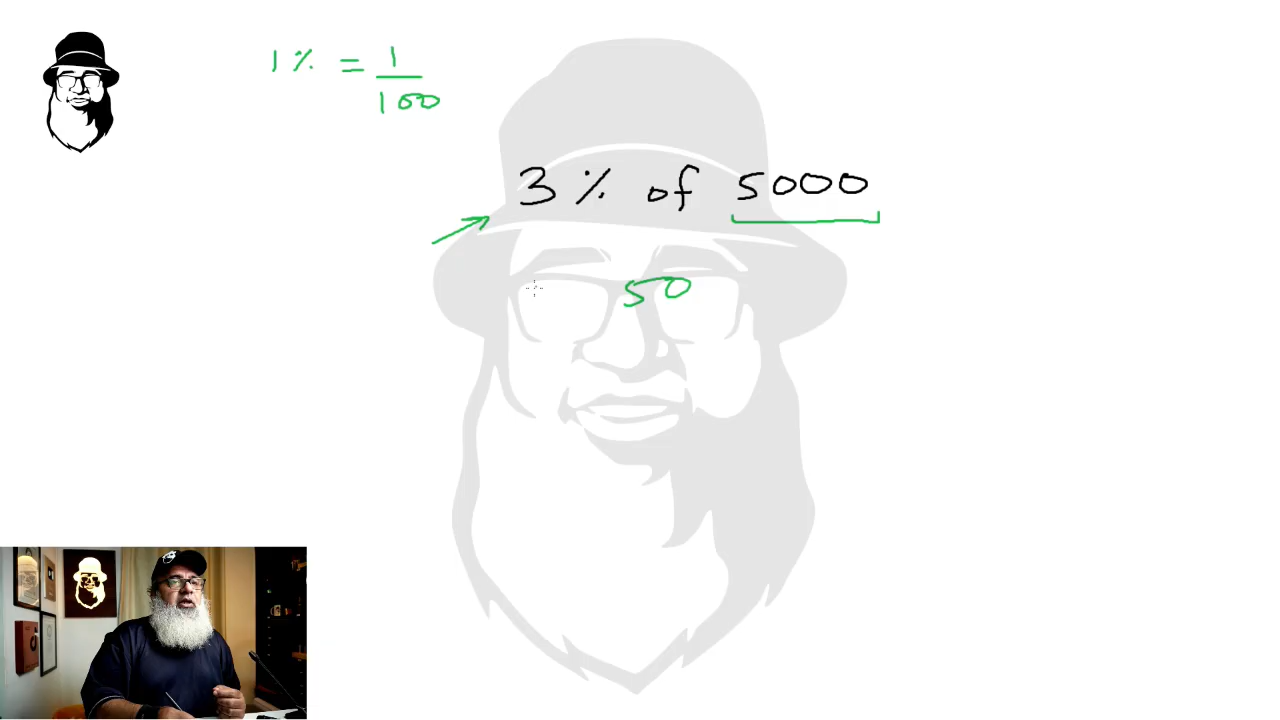 1% = 1/100
3% of 5000
50